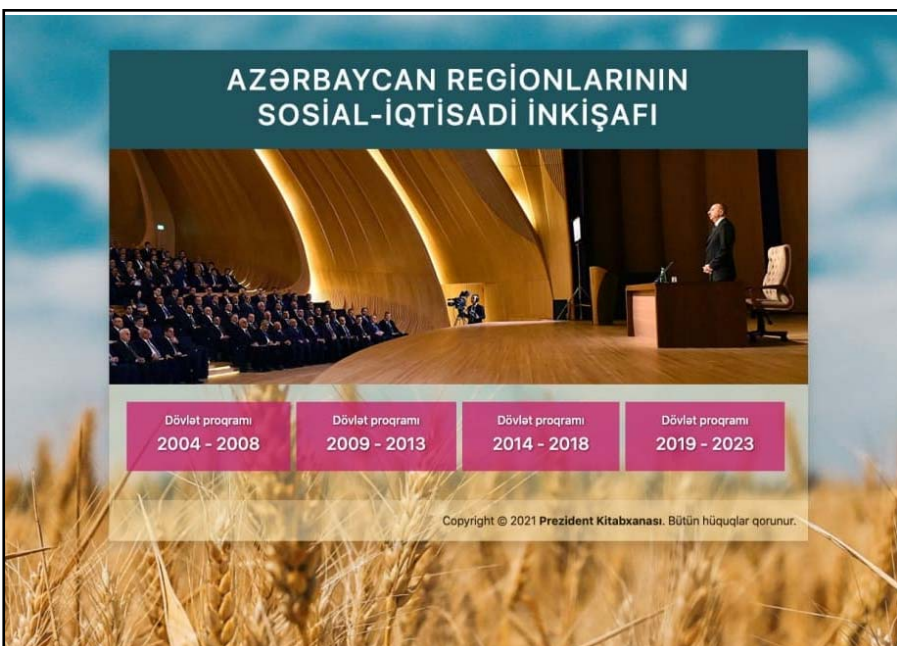 AZƏRBAYCAN REGİONLARININ
SOSİAL-İQTİSADİ İNKİŞAFI
Dövlət proqramı
2004 - 2008
Dövlət proqramı
2009 - 2013
Dövlət proqramı
2014 - 2018
Dövlət proqramı
2019 - 2023
Copyright © 2021 Prezident Kitabxanası. Bütün hüquqlar qorunur.